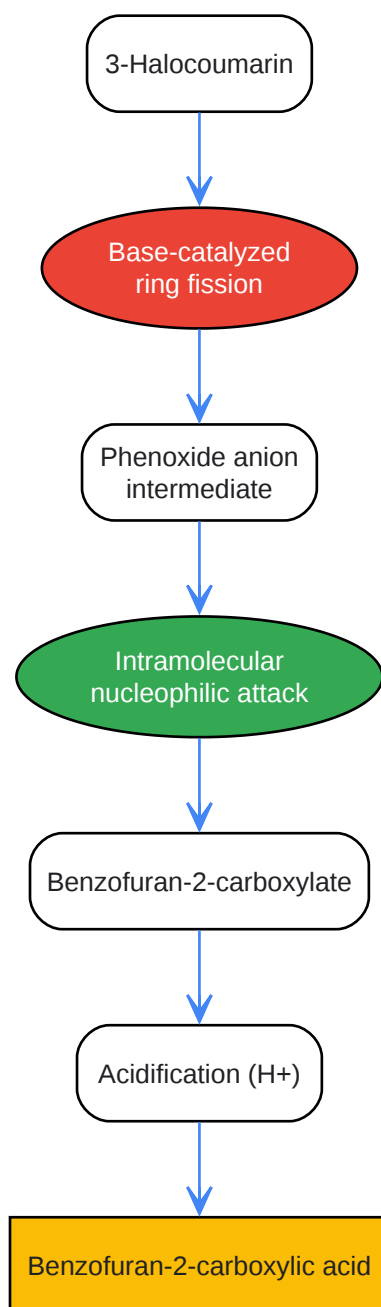 3-Halocoumarin
Base-catalyzed
ring fission
Phenoxide anion
intermediate
Intramolecular
nucleophilic attack
Benzofuran-2-carboxylate
Acidification (H+)
Benzofuran-2-carboxylic acid